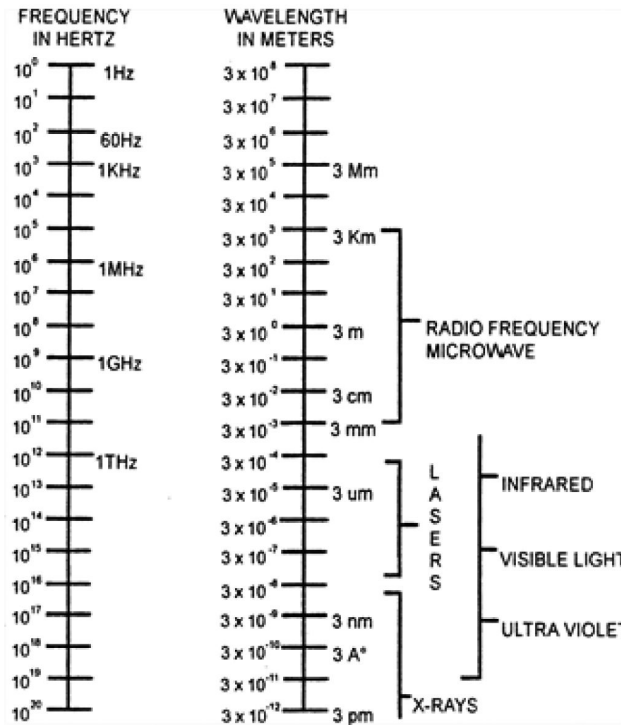 FREQUENCY
IN HERTZ
10⁰ 1Hz
10¹
10² 60Hz
10³ 1KHz
10⁴
10⁵
10⁶ 1MHz
10⁷
10⁸
10⁹ 1GHz
10¹⁰
10¹¹
10¹² 1THz
10¹³
10¹⁴
10¹⁵
10¹⁶
10¹⁷
10¹⁸
10¹⁹
10²⁰
WAVELENGTH
IN METERS
3 x 10⁸
3 x 10⁷
3 x 10⁶
3 x 10⁵ 3 Mm
3 x 10⁴
3 x 10³ 3 Km
3 x 10²
3 x 10¹
3 x 10⁰ 3 m
3 x 10⁻¹
3 x 10⁻² 3 cm
3 x 10⁻³ 3 mm
3 x 10⁻⁴
3 x 10⁻⁵ 3 um
3 x 10⁻⁶
3 x 10⁻⁷
3 x 10⁻⁸
3 x 10⁻⁹ 3 nm
3 x 10⁻¹⁰ 3 A°
3 x 10⁻¹¹
3 x 10⁻¹² 3 pm
RADIO FREQUENCY
MICROWAVE
LASERS
INFRARED
VISIBLE LIGHT
ULTRA VIOLET
X-RAYS